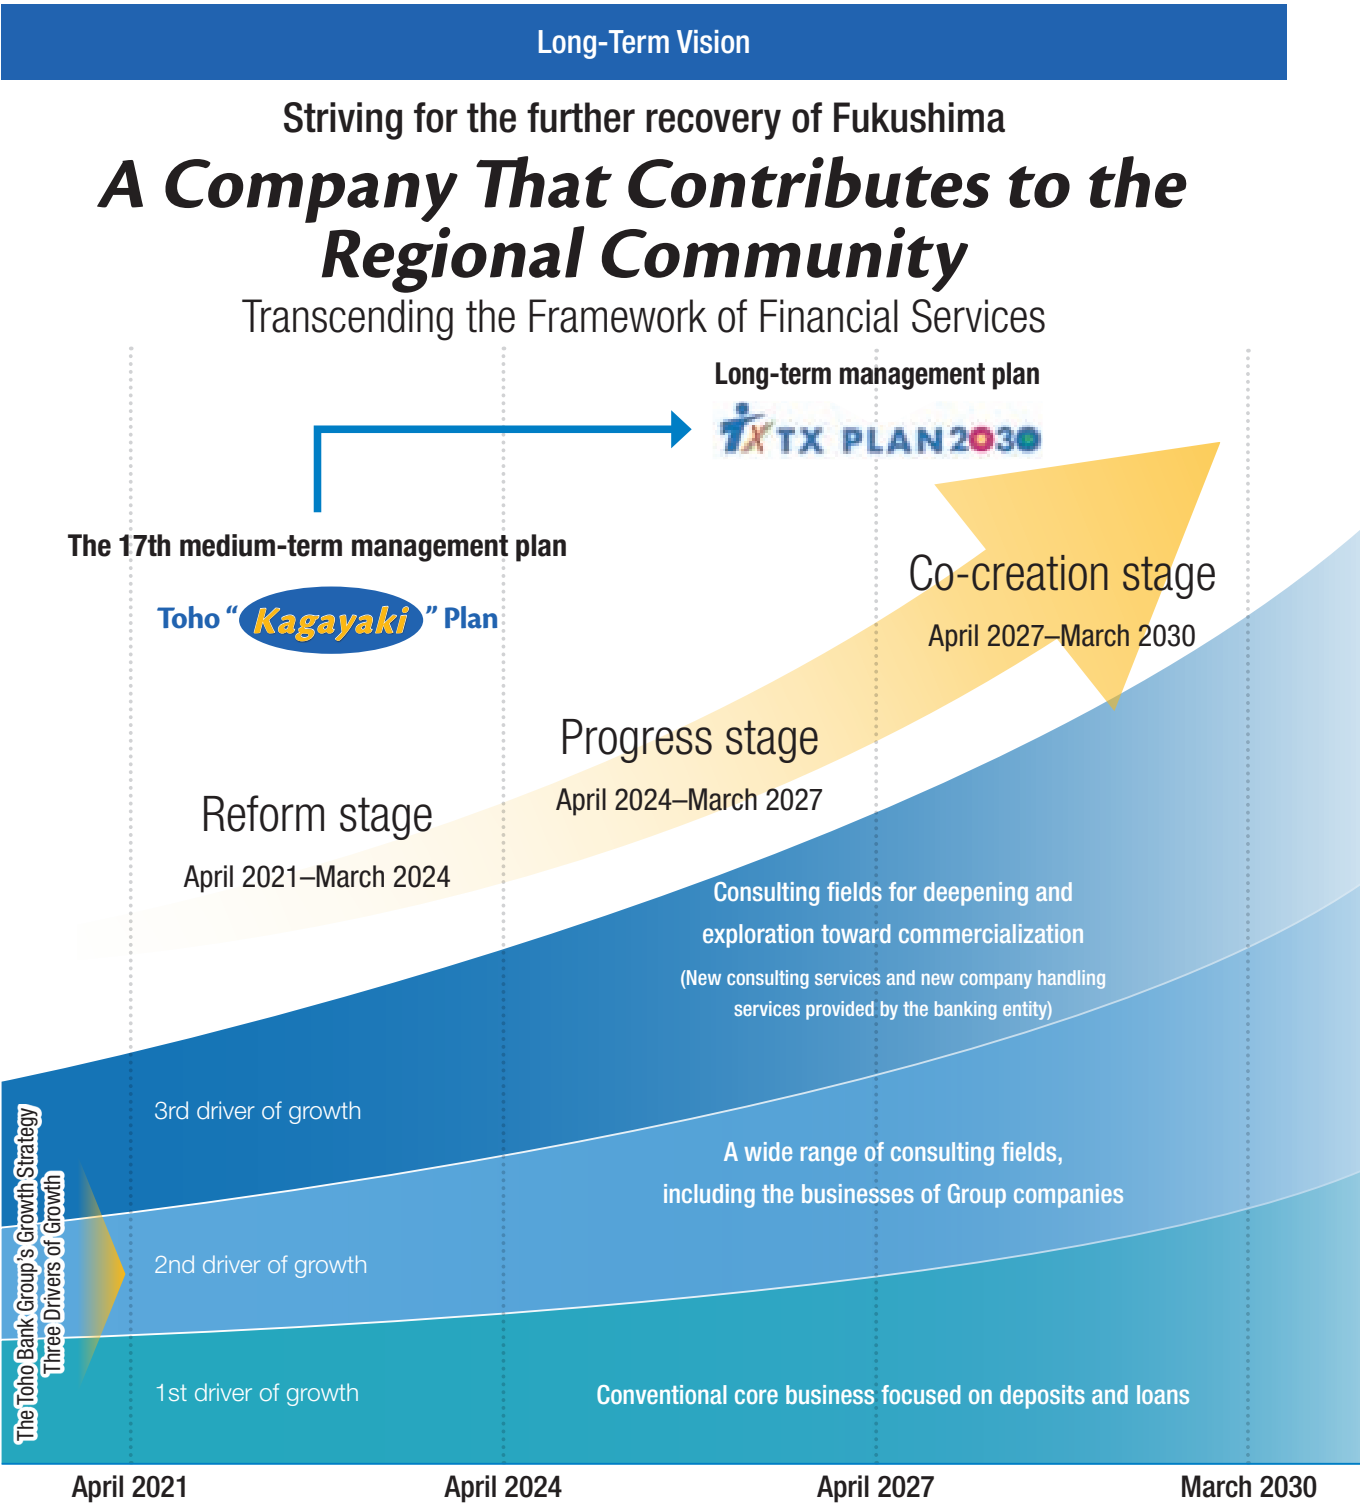 Long-Term Vision
Striving for the further recovery of Fukushima
A Company That Contributes to the
Regional Community
Transcending the Framework of Financial Services
Long-term management plan
TX TX PLAN 2030
The 17th medium-term management plan
Toho “Kagayaki” Plan
Co-creation stage
April 2027–March 2030
Progress stage
April 2024–March 2027
Reform stage
April 2021–March 2024
Consulting fields for deepening and
exploration toward commercialization
(New consulting services and new company handling
services provided by the banking entity)
3rd driver of growth
A wide range of consulting fields,
including the businesses of Group companies
2nd driver of growth
1st driver of growth
Conventional core business focused on deposits and loans
The Toho Bank Group's Growth Strategy
Three Drivers of Growth
April 2021
April 2024
April 2027
March 2030